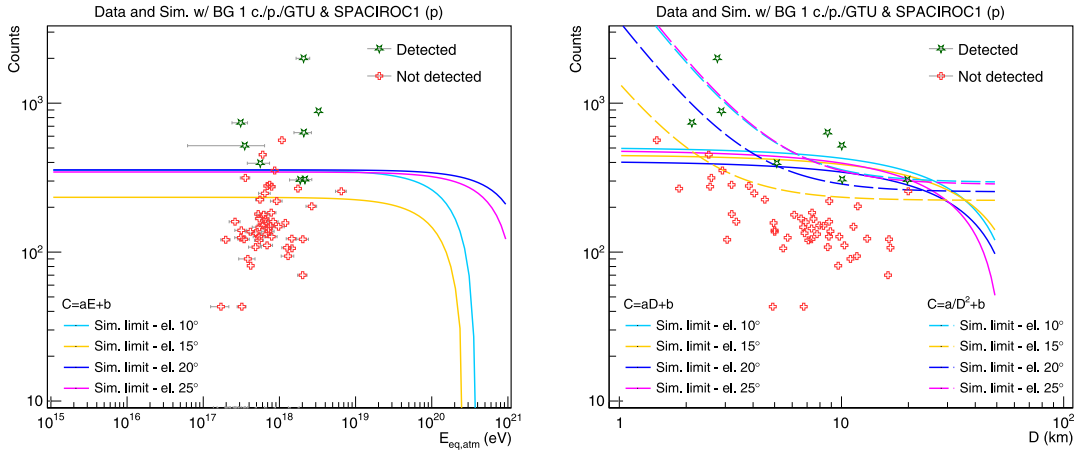 Data and Sim. w/ BG 1 c./p./GTU & SPACIROC1 (p)
Counts
10³
10²
10
Detected
Not detected
C=aE+b
Sim. limit - el. 10°
Sim. limit - el. 15°
Sim. limit - el. 20°
Sim. limit - el. 25°
10¹⁵ 10¹⁶ 10¹⁷ 10¹⁸ 10¹⁹ 10²⁰ 10²¹
E_eq,atm (eV)
Data and Sim. w/ BG 1 c./p./GTU & SPACIROC1 (p)
Counts
10³
10²
10
Detected
Not detected
C=aD+b
Sim. limit - el. 10°
Sim. limit - el. 15°
Sim. limit - el. 20°
Sim. limit - el. 25°
C=a/D²+b
Sim. limit - el. 10°
Sim. limit - el. 15°
Sim. limit - el. 20°
Sim. limit - el. 25°
1 10 10²
D (km)